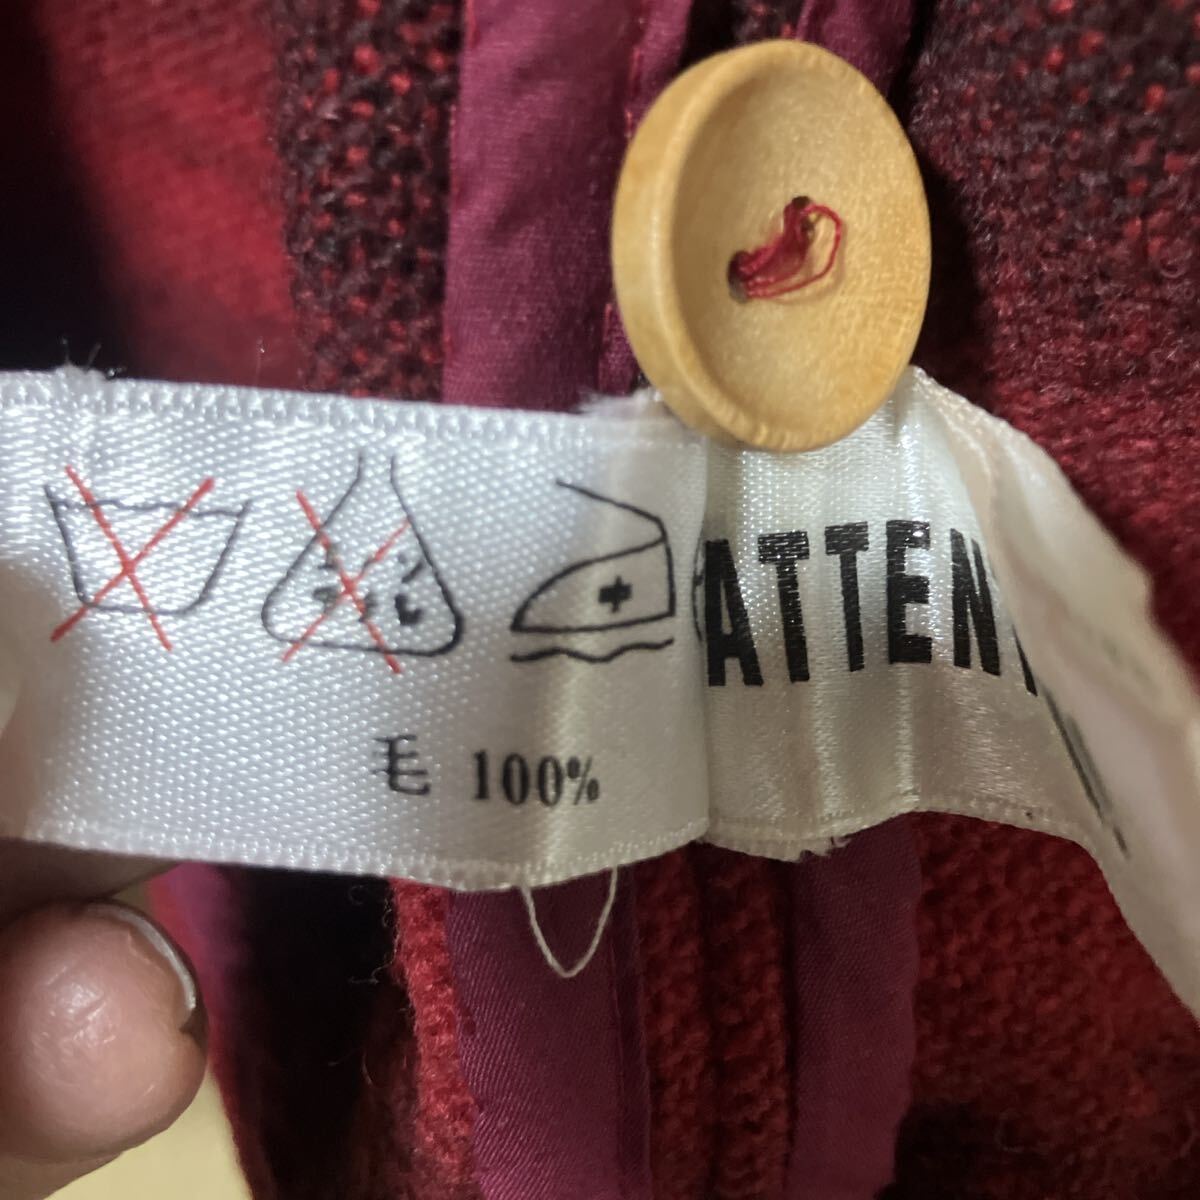 毛 100%
ATTEN